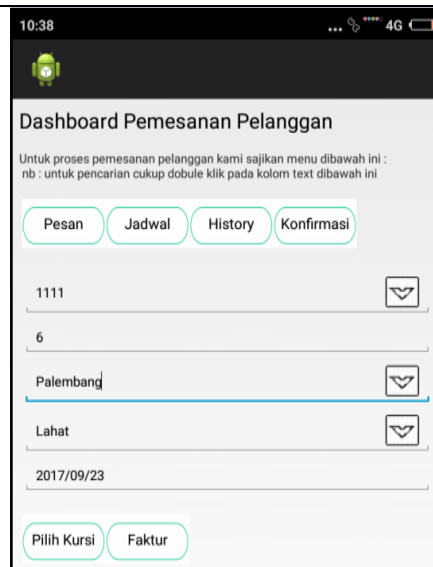 10:38 ... 4G
Dashboard Pemesanan Pelanggan
Untuk proses pemesanan pelanggan kami sajikan menu dibawah ini :
nb : untuk pencarian cukup dobule klik pada kolom text dibawah ini
Pesan Jadwal History Konfirmasi
1111
6
Palembang
Lahat
2017/09/23
Pilih Kursi Faktur